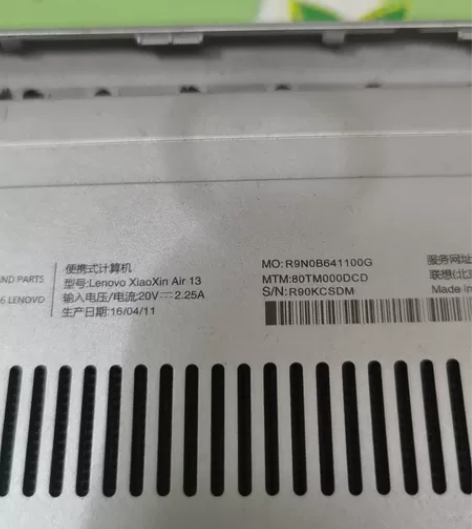 便携式计算机
型号:Lenovo XiaoXin Air 13
输入电压/电流:20V⎓2.25A
生产日期:16/04/11
ND PARTS
6 LENOVO
MO:R9N0B641100G
MTM:80TM000DCD
S/N:R90KCSDM
服务网址
联想(北
Made in